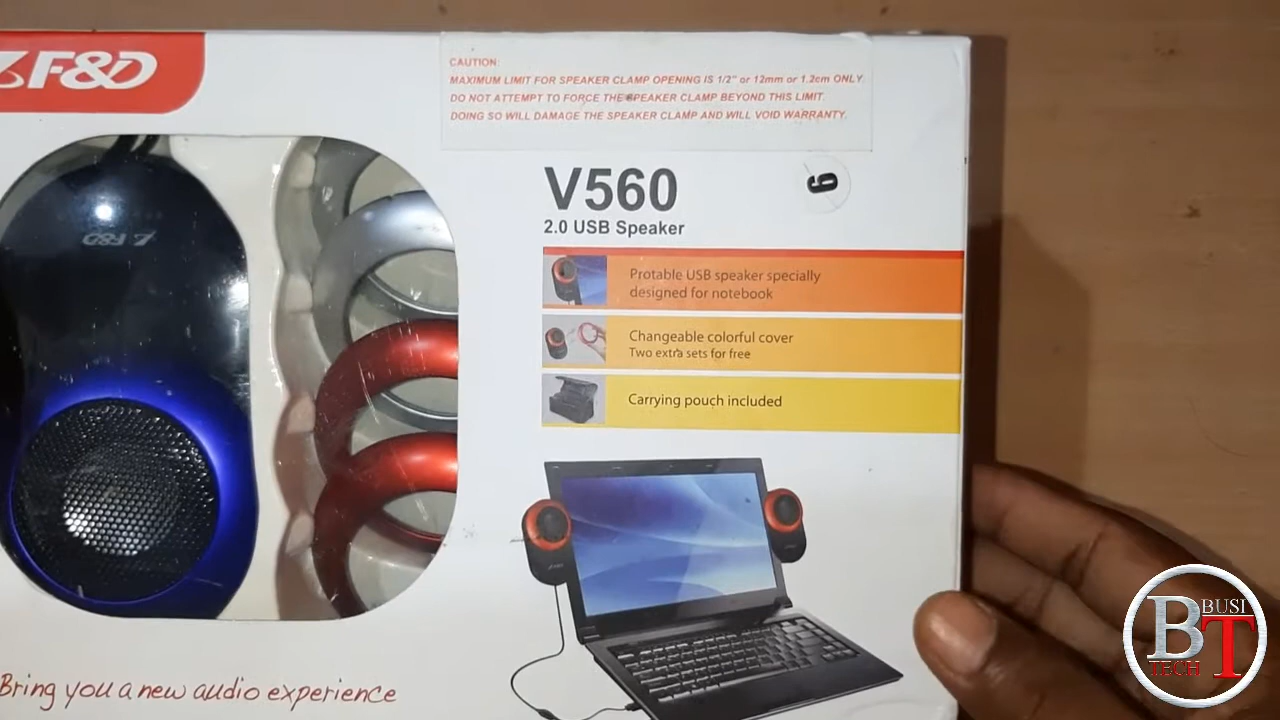 F&D
CAUTION:
MAXIMUM LIMIT FOR SPEAKER CLAMP OPENING IS 1/2" or 12mm or 1.2cm ONLY.
DO NOT ATTEMPT TO FORCE THE SPEAKER CLAMP BEYOND THIS LIMIT.
DOING SO WILL DAMAGE THE SPEAKER CLAMP AND WILL VOID WARRANTY.
V560
2.0 USB Speaker
6
F&D
Protable USB speaker specially
designed for notebook
Changeable colorful cover
Two extra sets for free
Carrying pouch included
Bring you a new audio experience
BUSI
BT
TECH